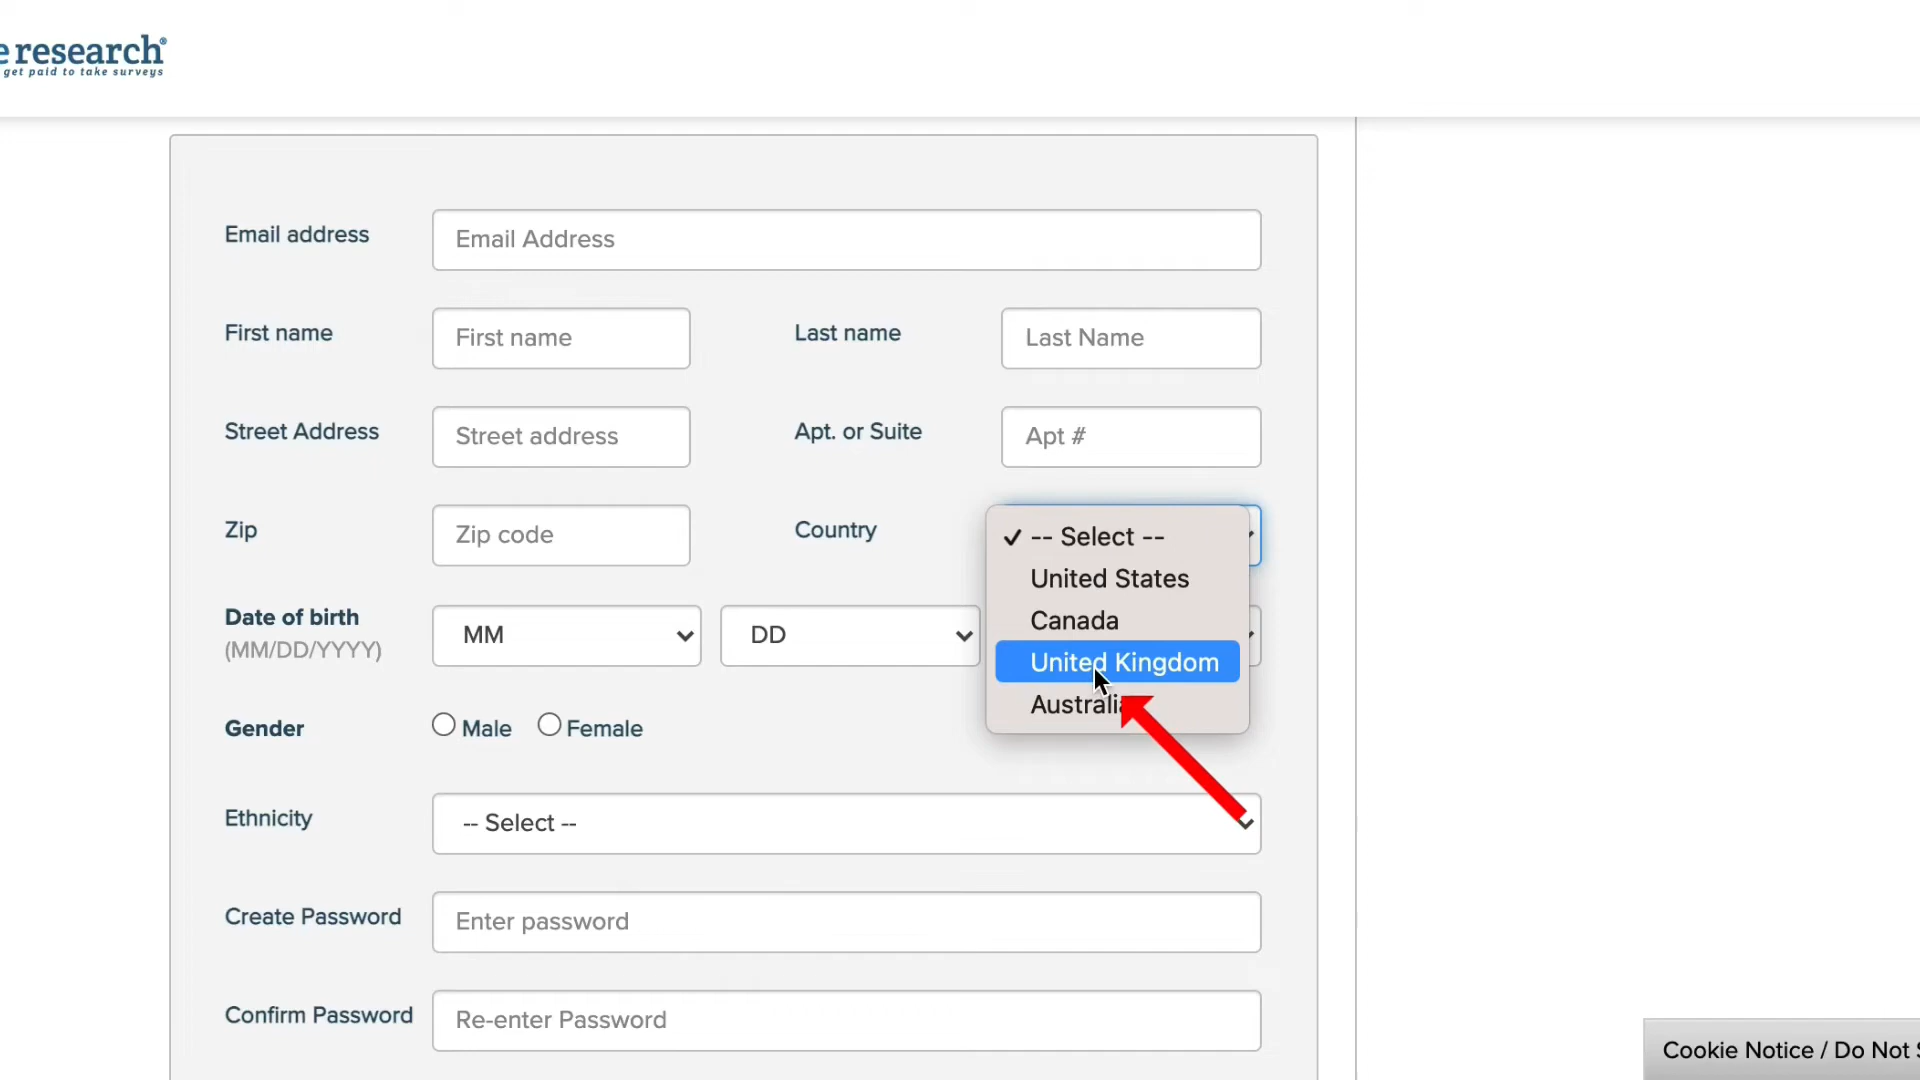 e research®
get paid to take surveys
Email address
Email Address
First name
First name
Last name
Last Name
Street Address
Street address
Apt. or Suite
Apt #
Zip
Zip code
Country
✓ -- Select --
United States
Canada
United Kingdom
Australia
Date of birth
(MM/DD/YYYY)
MM
DD
Gender
Male
Female
Ethnicity
-- Select --
Create Password
Enter password
Confirm Password
Re-enter Password
Cookie Notice / Do Not S